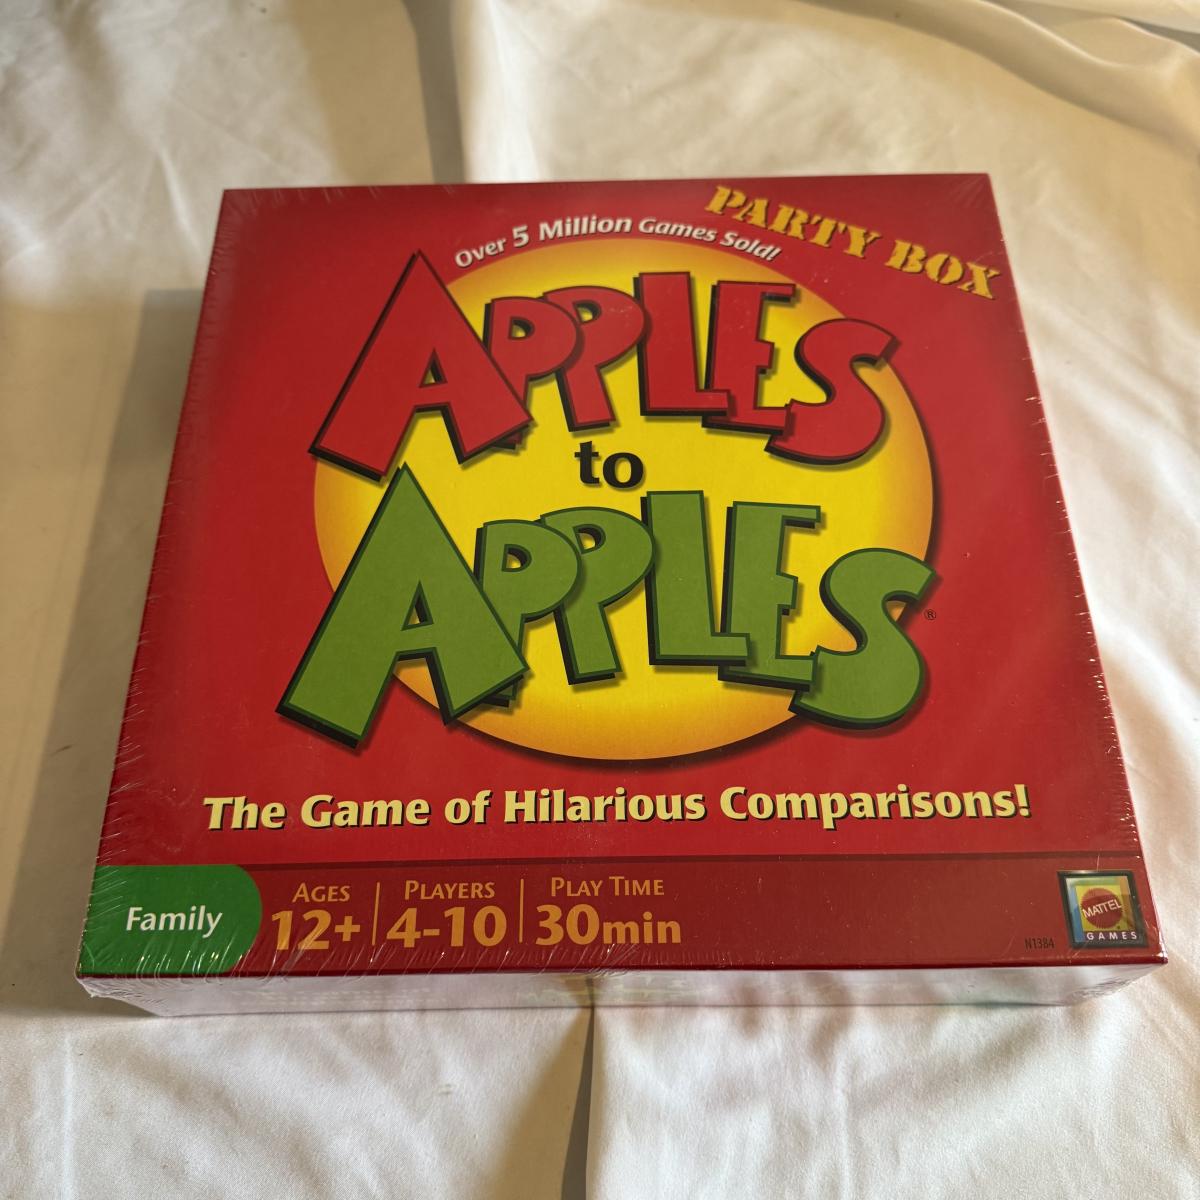 PARTY BOX
Over 5 Million Games Sold!
APPLES
to
APPLES®
The Game of Hilarious Comparisons!
Family
AGES
12+
PLAYERS
4-10
PLAY TIME
30min
N1384
MATTEL
GAMES